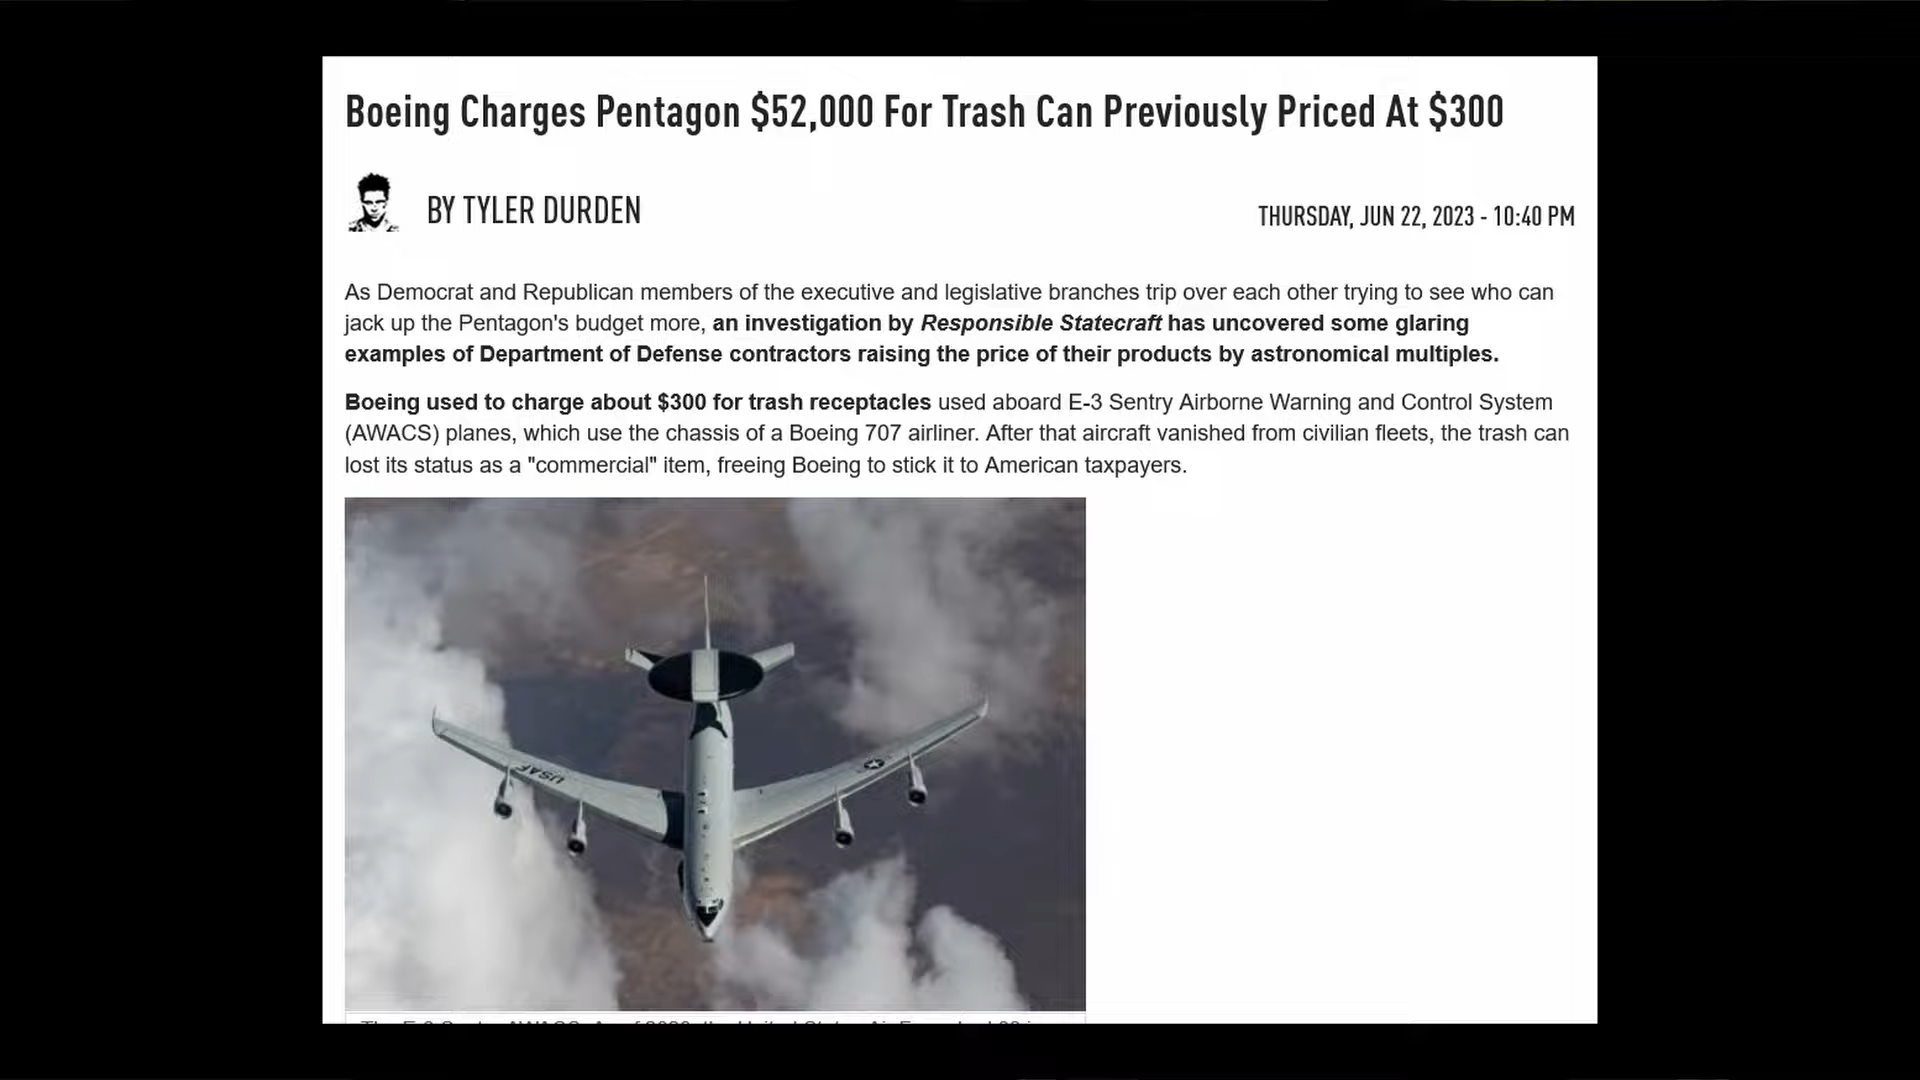 Boeing Charges Pentagon $52,000 For Trash Can Previously Priced At $300
BY TYLER DURDEN
THURSDAY, JUN 22, 2023 - 10:40 PM
As Democrat and Republican members of the executive and legislative branches trip over each other trying to see who can
jack up the Pentagon's budget more, an investigation by Responsible Statecraft has uncovered some glaring
examples of Department of Defense contractors raising the price of their products by astronomical multiples.
Boeing used to charge about $300 for trash receptacles used aboard E-3 Sentry Airborne Warning and Control System
(AWACS) planes, which use the chassis of a Boeing 707 airliner. After that aircraft vanished from civilian fleets, the trash can
lost its status as a "commercial" item, freeing Boeing to stick it to American taxpayers.
USAF